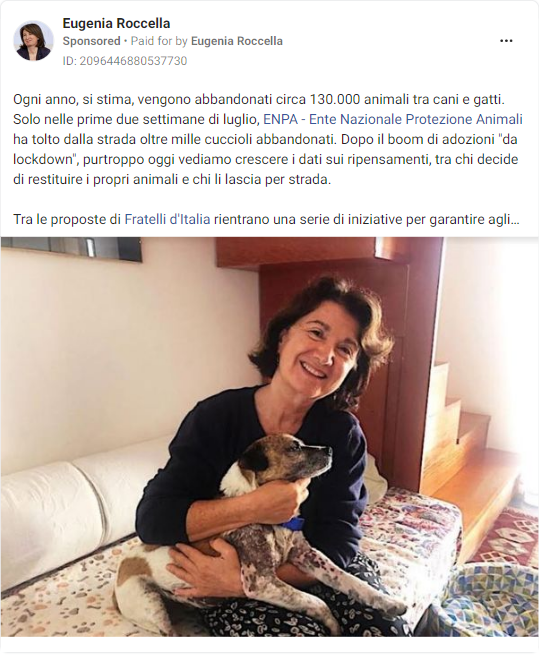 Eugenia Roccella
Sponsored • Paid for by Eugenia Roccella
ID: 2096446880537730
Ogni anno, si stima, vengono abbandonati circa 130.000 animali tra cani e gatti.
Solo nelle prime due settimane di luglio, ENPA - Ente Nazionale Protezione Animali
ha tolto dalla strada oltre mille cuccioli abbandonati. Dopo il boom di adozioni "da
lockdown", purtroppo oggi vediamo crescere i dati sui ripensamenti, tra chi decide
di restituire i propri animali e chi li lascia per strada.
Tra le proposte di Fratelli d'Italia rientrano una serie di iniziative per garantire agli...